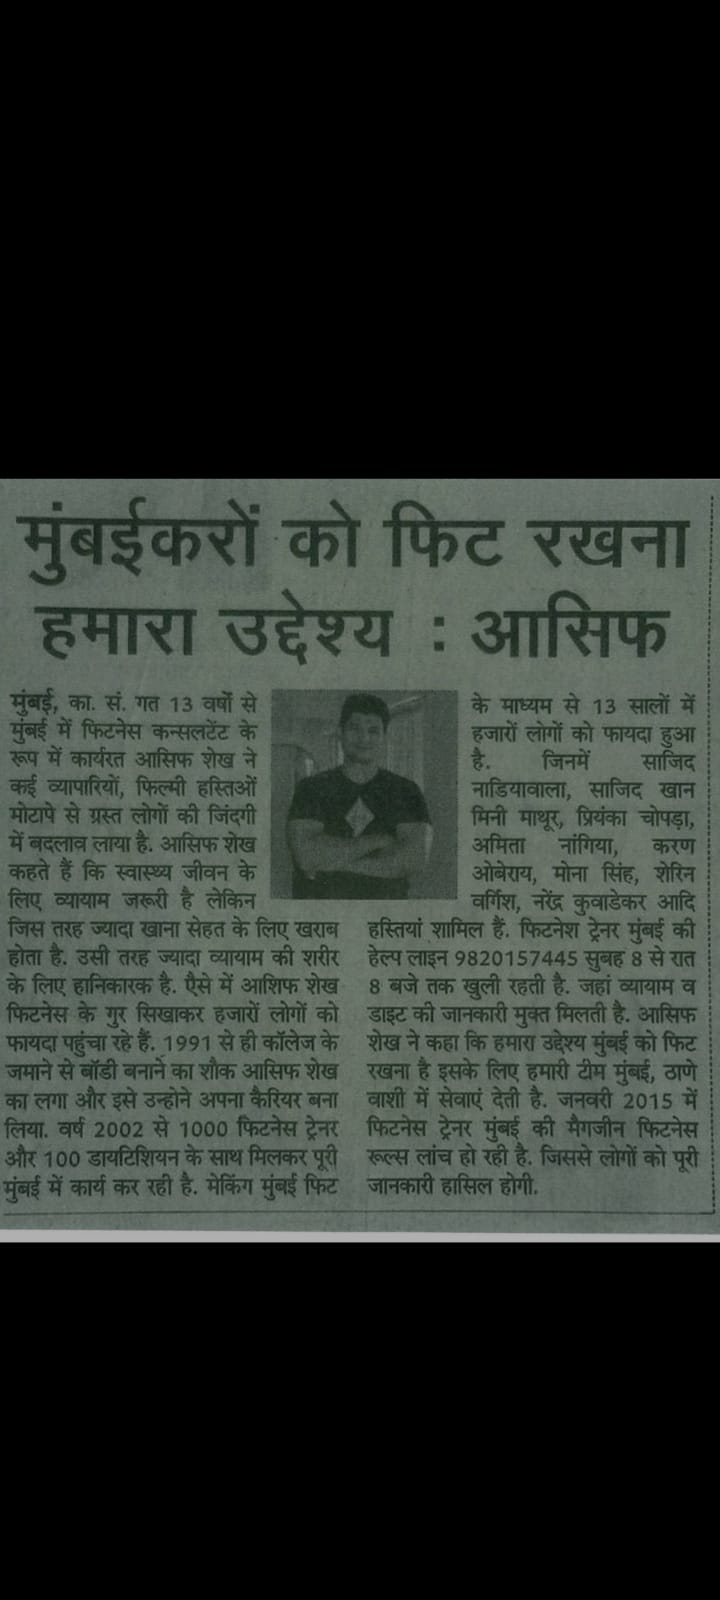 मुंबईकरों को फिट रखना
हमारा उद्देश्य : आसिफ
मुंबई, का. सं. गत 13 वर्षों से
मुंबई में फिटनेस कन्सलटेंट के
रूप में कार्यरत आसिफ शेख ने
कई व्यापारियों, फिल्मी हस्तिओं
मोटापे से ग्रस्त लोगों की जिंदगी
में बदलाव लाया है. आसिफ शेख
कहते हैं कि स्वास्थ्य जीवन के
लिए व्यायाम जरूरी है लेकिन
जिस तरह ज्यादा खाना सेहत के लिए खराब
होता है. उसी तरह ज्यादा व्यायाम की शरीर
के लिए हानिकारक है. ऐसे में आशिफ शेख
फिटनेस के गुर सिखाकर हजारों लोगों को
फायदा पहुंचा रहे हैं. 1991 से ही कॉलेज के
जमाने से बॉडी बनाने का शौक आसिफ शेख
का लगा और इसे उन्होने अपना कैरियर बना
लिया. वर्ष 2002 से 1000 फिटनेस ट्रेनर
और 100 डायटिशियन के साथ मिलकर पूरी
मुंबई में कार्य कर रही है. मेकिंग मुंबई फिट
के माध्यम से 13 सालों में
हजारों लोगों को फायदा हुआ
है. जिनमें साजिद
नाडियावाला, साजिद खान
मिनी माथूर, प्रियंका चोपड़ा,
अमिता नांगिया, करण
ओबेराय, मोना सिंह, शेरिन
वर्गिश, नरेंद्र कुवाडेकर आदि
हस्तियां शामिल हैं. फिटनेश ट्रेनर मुंबई की
हेल्प लाइन 9820157445 सुबह 8 से रात
8 बजे तक खुली रहती है. जहां व्यायाम व
डाइट की जानकारी मुक्त मिलती है. आसिफ
शेख ने कहा कि हमारा उद्देश्य मुंबई को फिट
रखना है इसके लिए हमारी टीम मुंबई, ठाणे
वाशी में सेवाएं देती है. जनवरी 2015 में
फिटनेस ट्रेनर मुंबई की मैगजीन फिटनेस
रूल्स लांच हो रही है. जिससे लोगों को पूरी
जानकारी हासिल होगी.